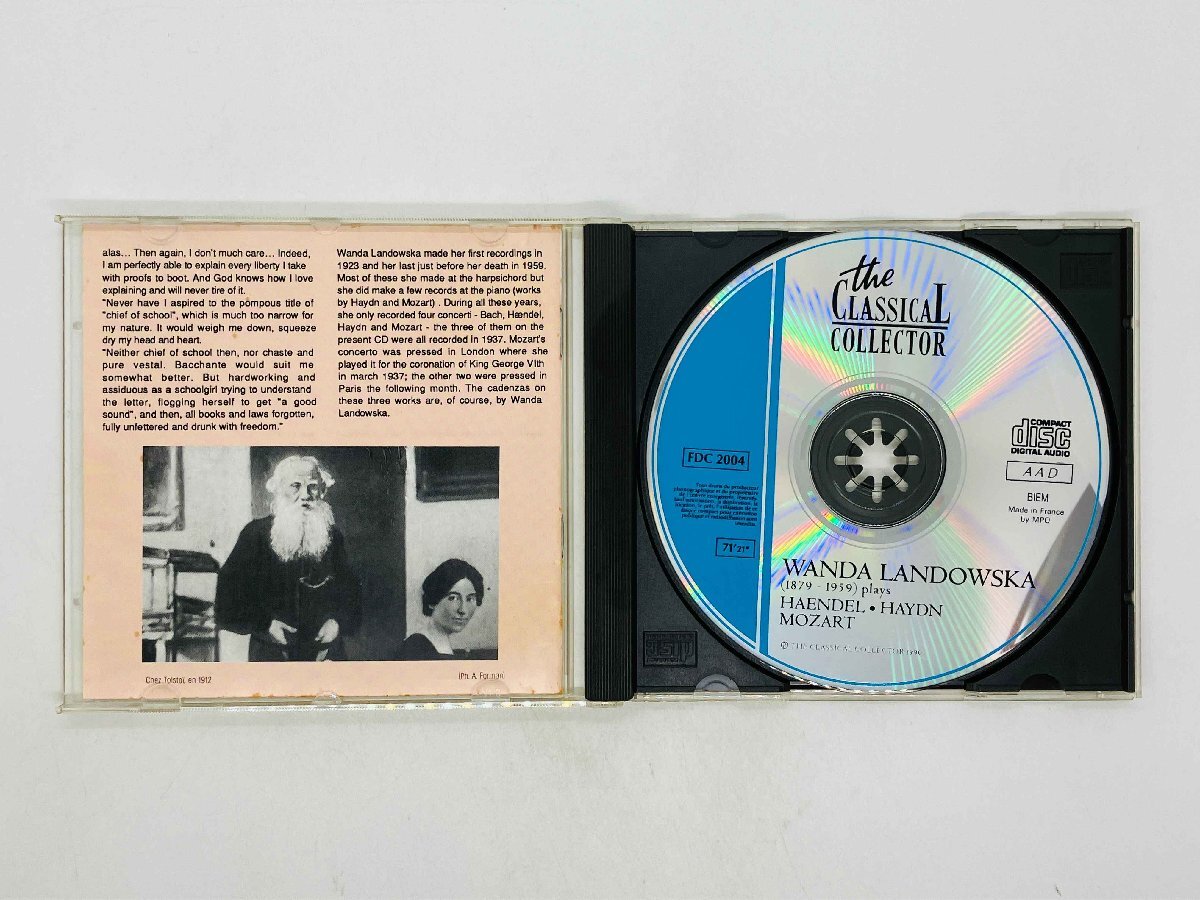 alas... Then again, I don't much care... Indeed,
I am perfectly able to explain every liberty I take
with proofs to boot. And God knows how I love
explaining and will never tire of it.
"Never have I aspired to the pompous title of
"chief of school", which is much too narrow for
my nature. It would weigh me down, squeeze
dry my head and heart.
"Neither chief of school then, nor chaste and
pure vestal. Bacchante would suit me
somewhat better. But hardworking and
assiduous as a schoolgirl trying to understand
the letter, flogging herself to get "a good
sound", and then, all books and laws forgotten,
fully unfettered and drunk with freedom."
Wanda Landowska made her first recordings in
1923 and her last just before her death in 1959.
Most of these she made at the harpsichord but
she did make a few records at the piano (works
by Haydn and Mozart) . During all these years,
she only recorded four concerti - Bach, Hændel,
Haydn and Mozart - the three of them on the
present CD were all recorded in 1937. Mozart's
concerto was pressed in London where she
played it for the coronation of King George VIth
in march 1937; the other two were pressed in
Paris the following month. The cadenzas on
these three works are, of course, by Wanda
Landowska.
Chez Tolstoï, en 1912
(Ph. A. Forman)
the
CLASSICAL
COLLECTOR
FDC 2004
71'21"
COMPACT
disc
DIGITAL AUDIO
AAD
BIEM
Made in France
by MPO
WANDA LANDOWSKA
(1879 - 1959) plays
HAENDEL • HAYDN
MOZART
THE CLASSICAL COLLECTOR